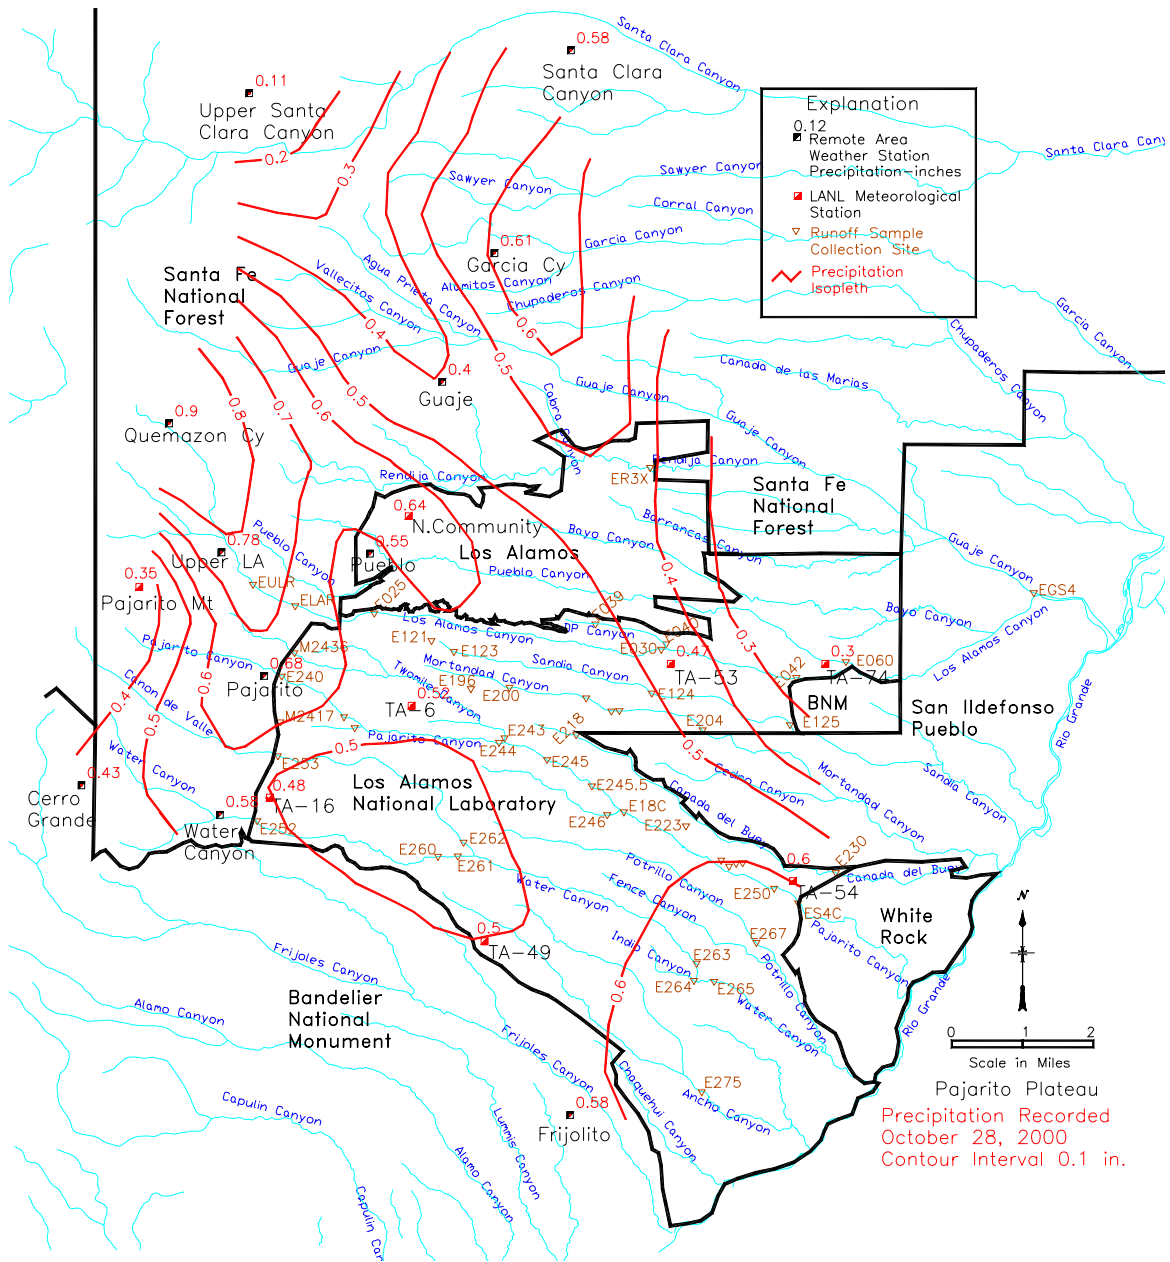 Santa Clara Canyon
0.58
Santa Clara
Canyon
0.11
Upper Santa
Clara Canyon
0.2
0.3
Explanation
0.12
Remote Area
Weather Station
Precipitation-inches
LANL Meteorological
Station
Runoff Sample
Collection Site
Precipitation
Isopleth
Sawyer Canyon
Sawyer Canyon
Corral Canyon
Garcia Canyon
0.61
Garcia Cy
Alamitos Canyon
Chupaderos Canyon
Agua Prieta Canyon
Vallecitos Canyon
Guaje Canyon
Santa Fe
National
Forest
0.4
0.5
0.6
Garcia Canyon
Chupaderos Canyon
Canada de las Marias
Guaje Canyon
Guaje Canyon
Cabra Canyon
0.4
Guaje
0.9
Quemazon Cy
0.8
0.7
0.6
0.5
Rendija Canyon
Rendija Canyon
ER3X
Santa Fe
National
Forest
0.64
N.Community
0.55
Pueblo
Los Alamos
Bayo Canyon
Barrancas Canyon
Pueblo Canyon
Pueblo Canyon
0.78
Upper LA
EULR
ELAR
0.35
Pajarito Mt
Guaje Canyon
EGS4
Bayo Canyon
Los Alamos Canyon
E025
E039
E040
E030
Los Alamos Canyon
DP Canyon
0.4
0.3
0.47
TA-53
0.3
TA-74
E060
E042
E121
E123
Sandia Canyon
Mortandad Canyon
Twomile Canyon
E196
E200
E124
M2436
0.68
E240
Pajarito
Pajarito Canyon
Canon de Valle
0.4
0.5
0.6
TA-6
M2417
Pajarito Canyon
E243
E244
E218
E204
E125
BNM
San Ildefonso
Pueblo
Rio Grande
Water Canyon
E253
0.5
E245
0.5
Cedro Canyon
Mortandad Canyon
Sandia Canyon
0.43
Cerro
Grande
0.48
TA-16
0.58
Water
Canyon
E252
Los Alamos
National Laboratory
E245.5
E18C
E246
E223
Canada del Buey
E262
E260
E261
Potrillo Canyon
Fence Canyon
Water Canyon
0.6
TA-54
E230
Canada del Buey
E250
ES4C
White
Rock
Pajarito Canyon
0.5
TA-49
E267
Indio Canyon
E263
E264
E265
Potrillo Canyon
Water Canyon
0.6
Rio Grande
Frijoles Canyon
Alamo Canyon
Bandelier
National
Monument
Frijoles Canyon
Chaquehui Canyon
E275
Ancho Canyon
0.58
Frijolito
Capulin Canyon
Lummis Canyon
Alamo Canyon
N
0 1 2
Scale in Miles
Pajarito Plateau
Precipitation Recorded
October 28, 2000
Contour Interval 0.1 in.